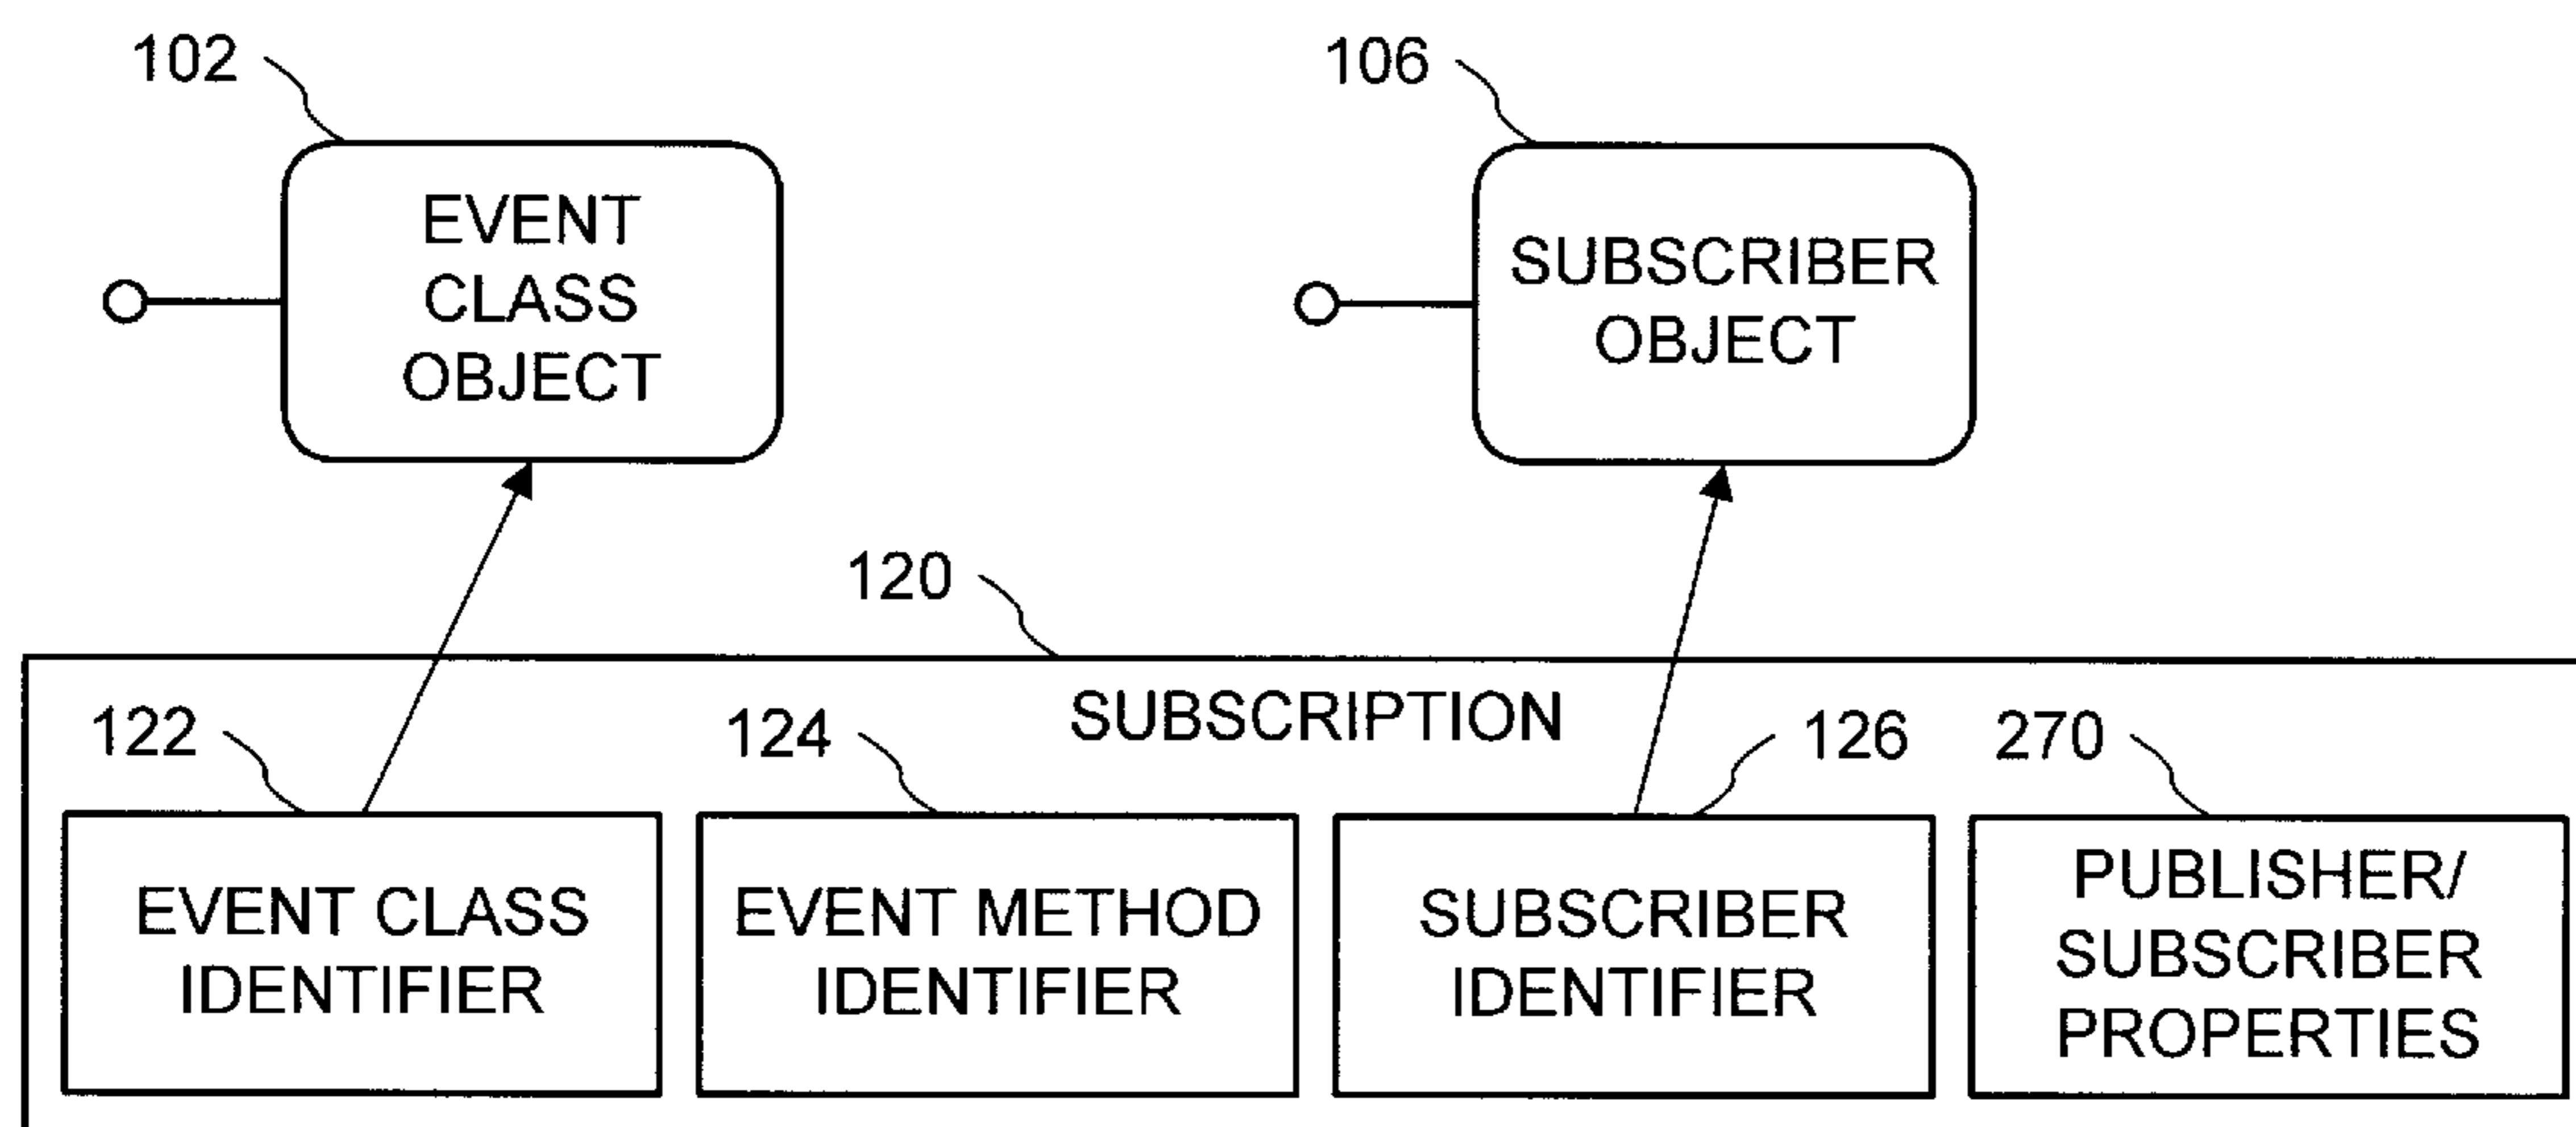 102
106
EVENT
CLASS
OBJECT
SUBSCRIBER
OBJECT
120
SUBSCRIPTION
122
124
126
270
EVENT CLASS
IDENTIFIER
EVENT METHOD
IDENTIFIER
SUBSCRIBER
IDENTIFIER
PUBLISHER/
SUBSCRIBER
PROPERTIES